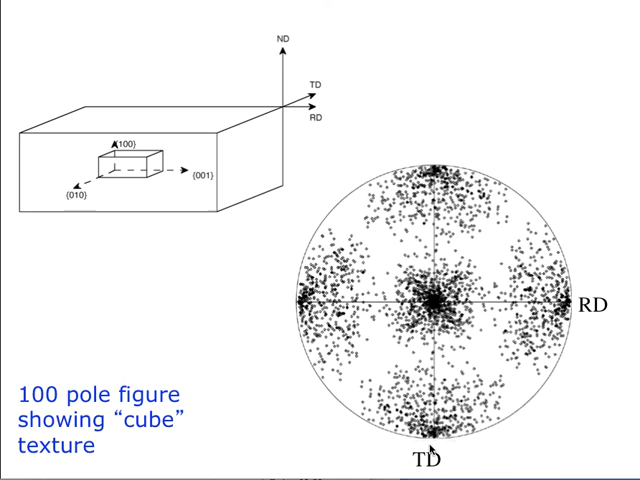 ND
TD
RD
{100}
{001}
{010}
RD
100 pole figure
showing “cube”
texture
TD